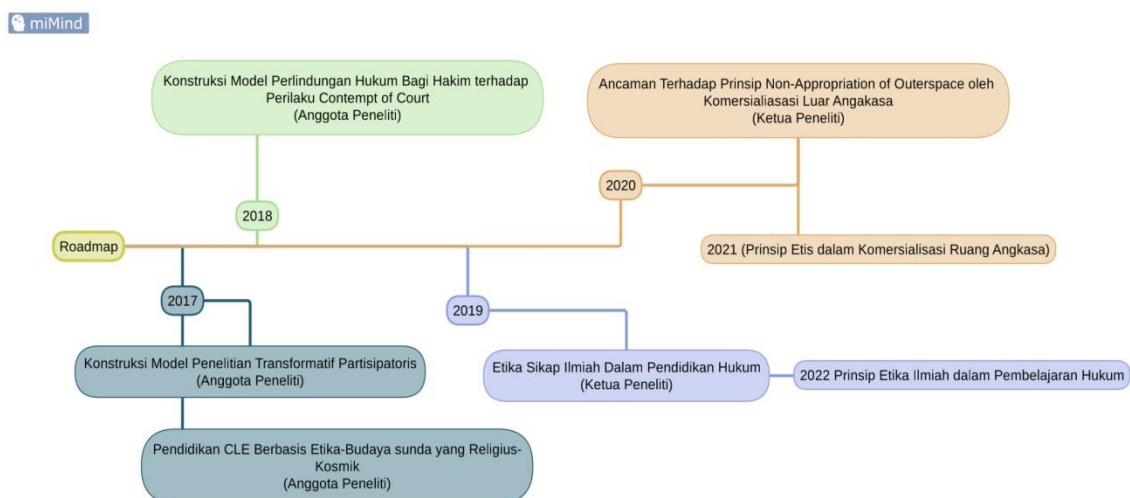 miMind
Konstruksi Model Perlindungan Hukum Bagi Hakim terhadap
Perilaku Contempt of Court
(Anggota Peneliti)
Ancaman Terhadap Prinsip Non-Appropriation of Outerspace oleh
Komersialiasasi Luar Angakasa
(Ketua Peneliti)
2020
2018
Roadmap
2021 (Prinsip Etis dalam Komersialisasi Ruang Angkasa)
2017
2019
Konstruksi Model Penelitian Transformatif Partisipatoris
(Anggota Peneliti)
Etika Sikap Ilmiah Dalam Pendidikan Hukum
(Ketua Peneliti)
2022 Prinsip Etika Ilmiah dalam Pembelajaran Hukum
Pendidikan CLE Berbasis Etika-Budaya sunda yang Religius-
Kosmik
(Anggota Peneliti)